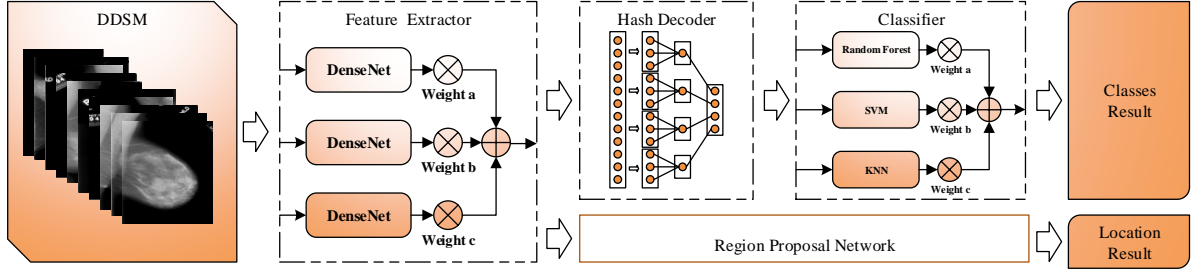 DDSM
Feature Extractor
DenseNet
Weight a
DenseNet
Weight b
DenseNet
Weight c
Hash Decoder
Classifier
Random Forest
Weight a
SVM
Weight b
KNN
Weight c
Classes
Result
Region Proposal Network
Location
Result